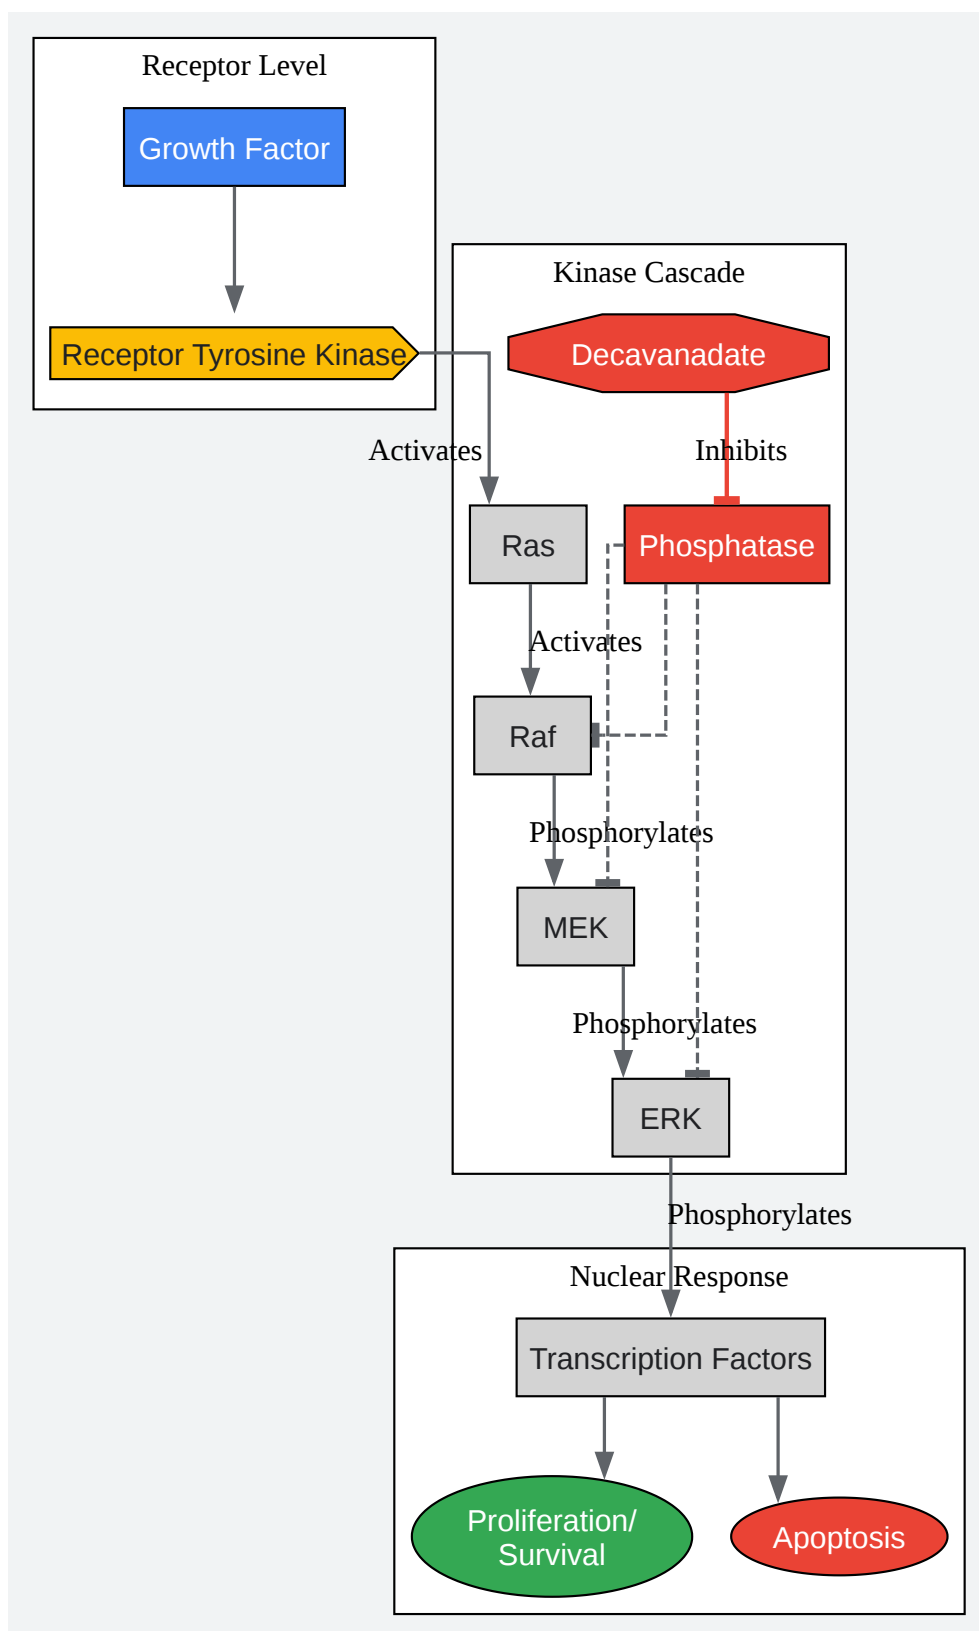 Receptor Level
Growth Factor
Receptor Tyrosine Kinase
Kinase Cascade
Decavanadate
Activates
Inhibits
Ras
Phosphatase
Activates
Raf
Phosphorylates
MEK
Phosphorylates
ERK
Phosphorylates
Nuclear Response
Transcription Factors
Proliferation/
Survival
Apoptosis